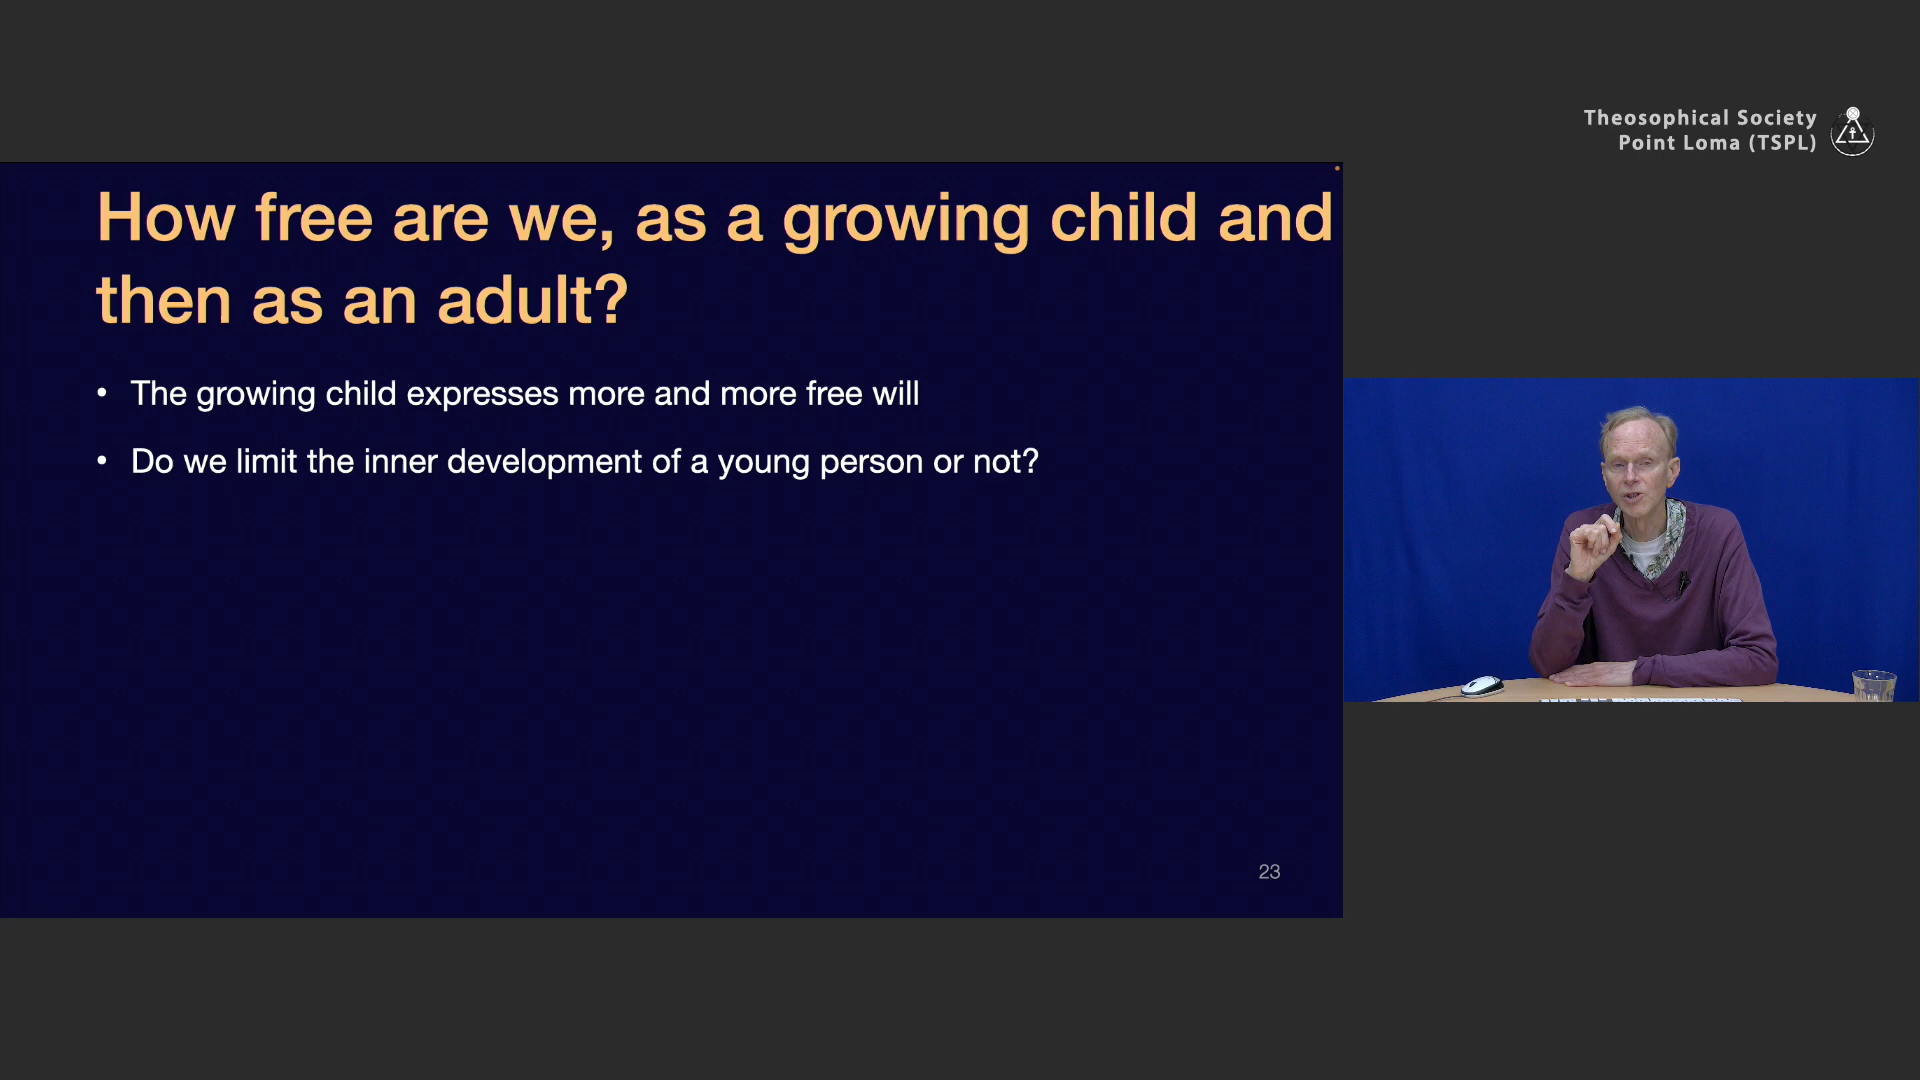 Theosophical Society
Point Loma (TSPL)
How free are we, as a growing child and
then as an adult?
• The growing child expresses more and more free will
• Do we limit the inner development of a young person or not?
23